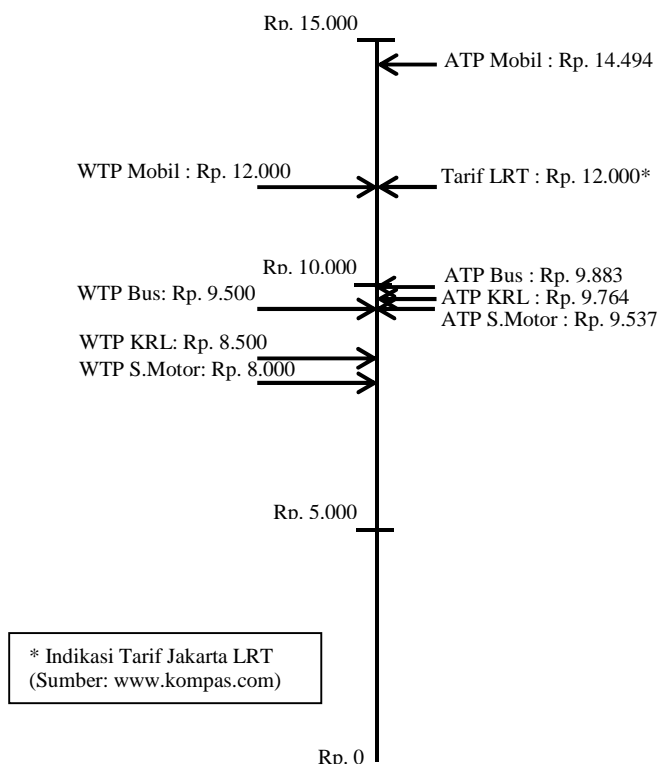 Rp. 15.000
ATP Mobil : Rp. 14.494
WTP Mobil : Rp. 12.000
Tarif LRT : Rp. 12.000*
Rp. 10.000
ATP Bus : Rp. 9.883
WTP Bus: Rp. 9.500
ATP KRL : Rp. 9.764
ATP S.Motor : Rp. 9.537
WTP KRL: Rp. 8.500
WTP S.Motor: Rp. 8.000
Rp. 5.000
* Indikasi Tarif Jakarta LRT
(Sumber: www.kompas.com)
Rp. 0